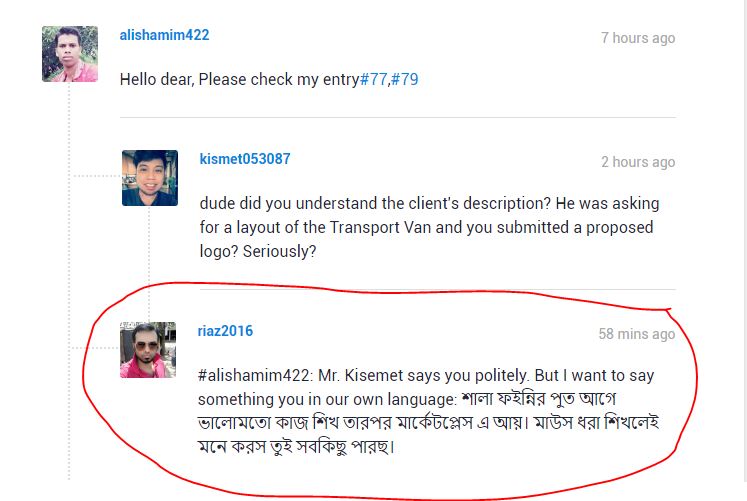 alishamim422
7 hours ago
Hello dear, Please check my entry#77,#79
kismet053087
2 hours ago
dude did you understand the client's description? He was asking
for a layout of the Transport Van and you submitted a proposed
logo? Seriously?
riaz2016
58 mins ago
#alishamim422: Mr. Kisemet says you politely. But I want to say
something you in our own language: শালা ফইন্নির পুত আগে
ভালোমতো কাজ শিখ তারপর মার্কেটপ্লেস এ আয়। মাউস ধরা শিখলেই
মনে করস তুই সবকিছু পারছ।